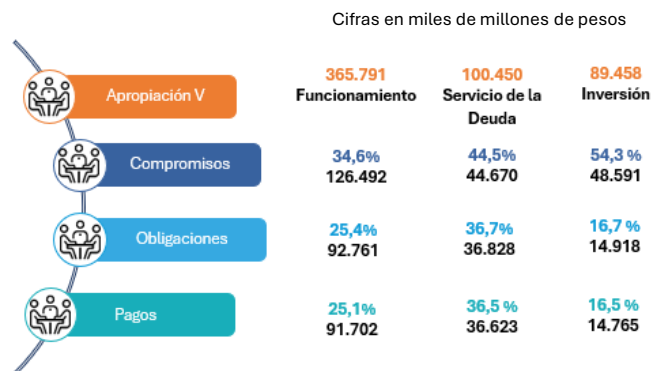 Cifras en miles de millones de pesos
Apropiación V
365.791
Funcionamiento
100.450
Servicio de la
Deuda
89.458
Inversión
Compromisos
34,6%
126.492
44,5%
44.670
54,3 %
48.591
Obligaciones
25,4%
92.761
36,7%
36.828
16,7 %
14.918
Pagos
25,1%
91.702
36,5 %
36.623
16,5 %
14.765